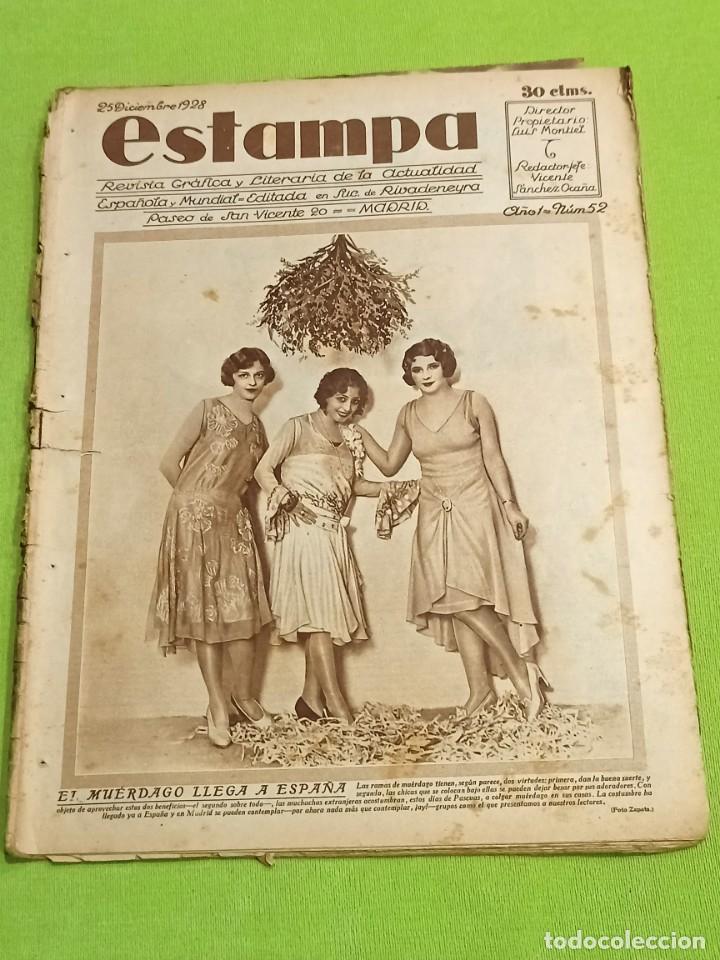 25 Diciembre 1928
30 ctms.
estampa
Revista Gráfica y Literaria de la Actualidad
Española y Mundial = Editada en Suc. de Rivadeneyra
Paseo de San Vicente 20 = = MADRID.
Director
Propietario:
Luis Montiel
Redactor jefe:
Vicente
Sánchez Ocaña
Año 1 = Núm 52
EL MUÉRDAGO LLEGA A ESPAÑA Las ramas de muérdago tienen, según parece, dos virtudes: primera, dan la buena suerte, y
segunda, las chicas que se colocan bajo ellas se pueden dejar besar por sus adoradores. Con
objeto de aprovechar estas dos beneficios—el segundo sobre todo—, las muchachas extranjeras acostumbran, estos días de Pascuas, a colgar muérdago en sus casas. La costumbre ha
llegado ya a España y en Madrid se pueden contemplar—por ahora nada más que contemplar, ¡ay!—grupos como el que presentamos a nuestros lectores.
(Foto Zapata.)
todocoleccion.net